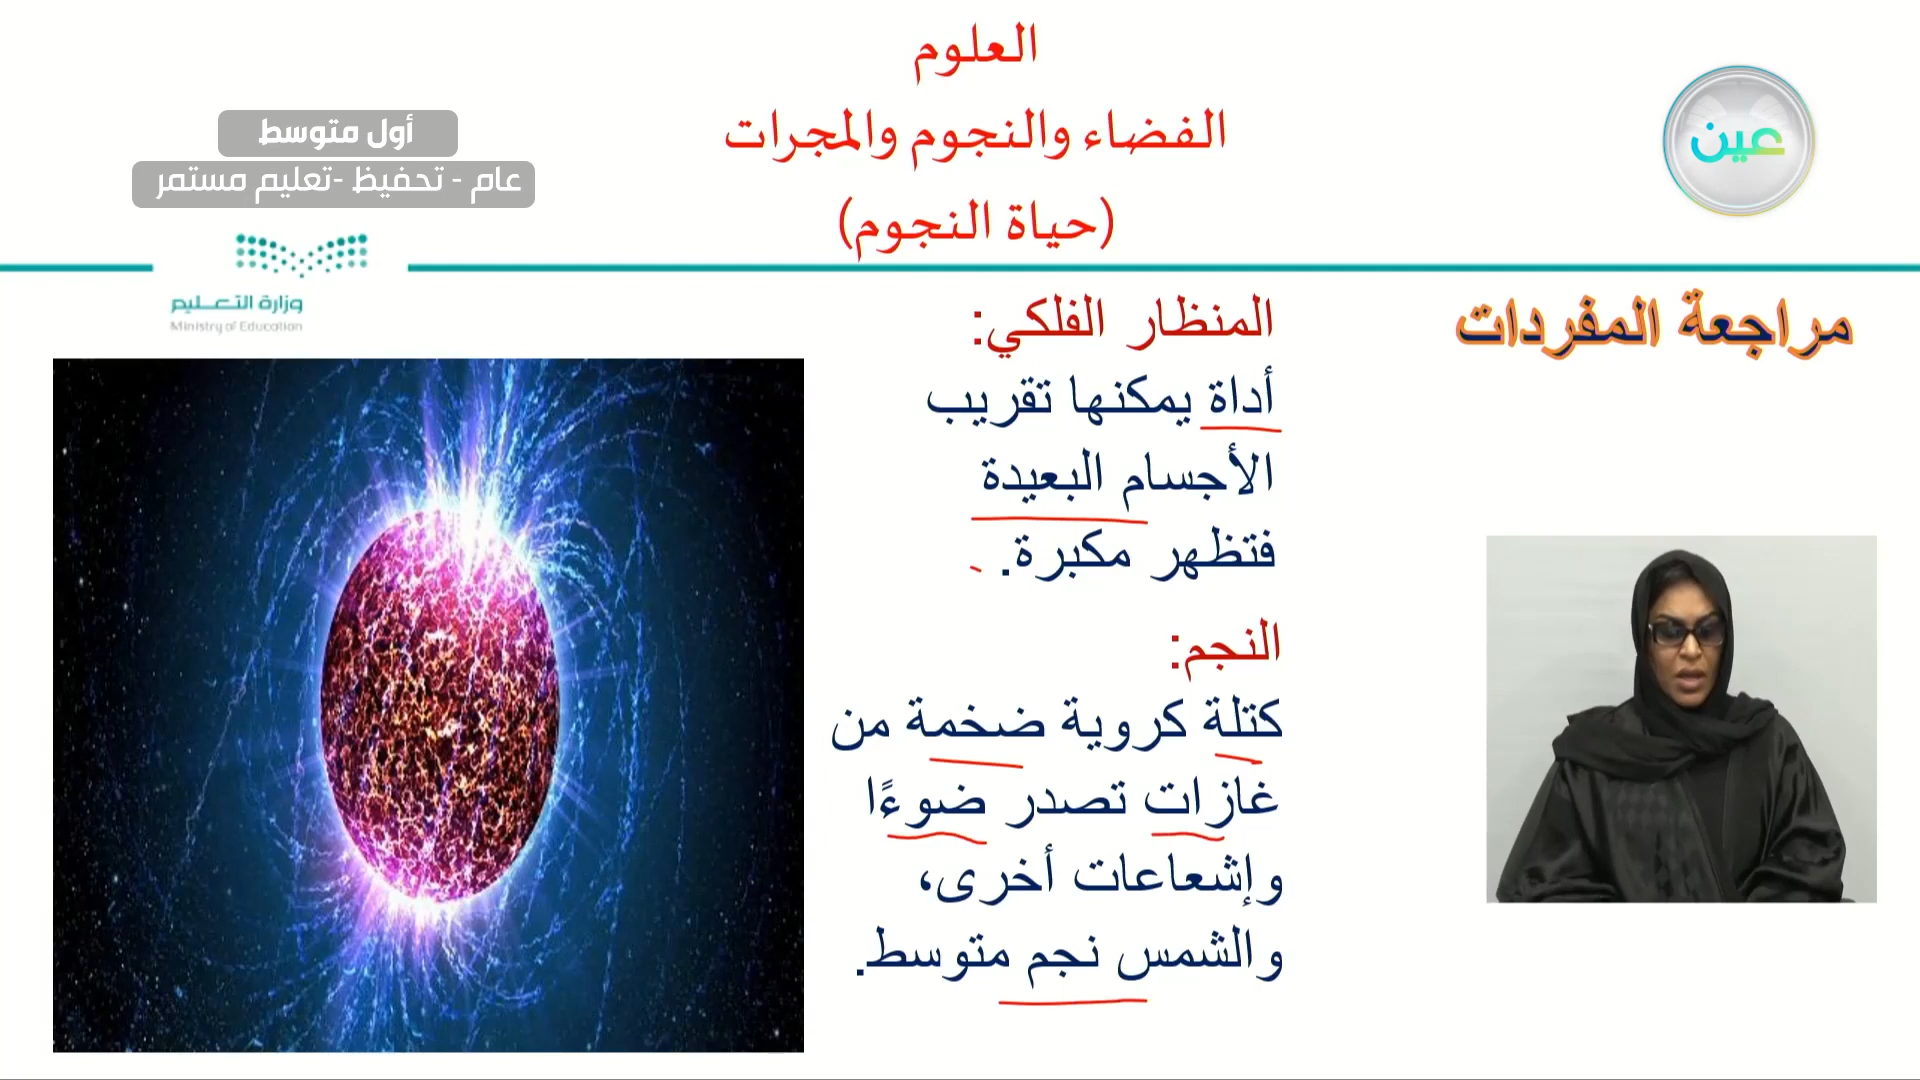 العلوم
الفضاء والنجوم والمجرات
(حياة النجوم)
عين
أول متوسط
عام - تحفيظ -تعليم مستمر
وزارة التعليم
Ministry of Education
مراجعة المفردات
المنظار الفلكي:
أداة يمكنها تقريب
الأجسام البعيدة
فتظهر مكبرة.
النجم:
كتلة كروية ضخمة من
غازات تصدر ضوءًا
وإشعاعات أخرى،
والشمس نجم متوسط.